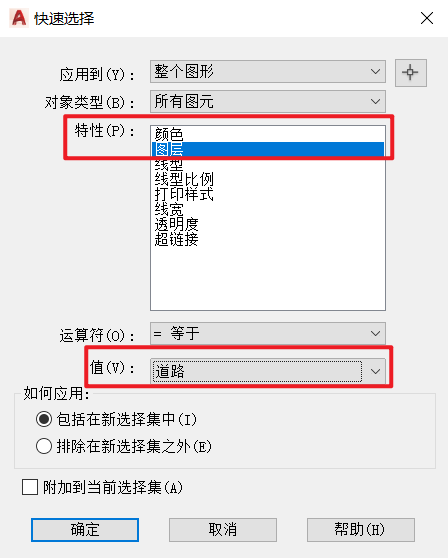 快速选择
应用到(Y): 整个图形
对象类型(B): 所有图元
特性(P):
颜色
图层
线型
线型比例
打印样式
线宽
透明度
超链接
运算符(O): = 等于
值(V): 道路
如何应用:
包括在新选择集中(I)
排除在新选择集之外(E)
附加到当前选择集(A)
确定 取消 帮助(H)